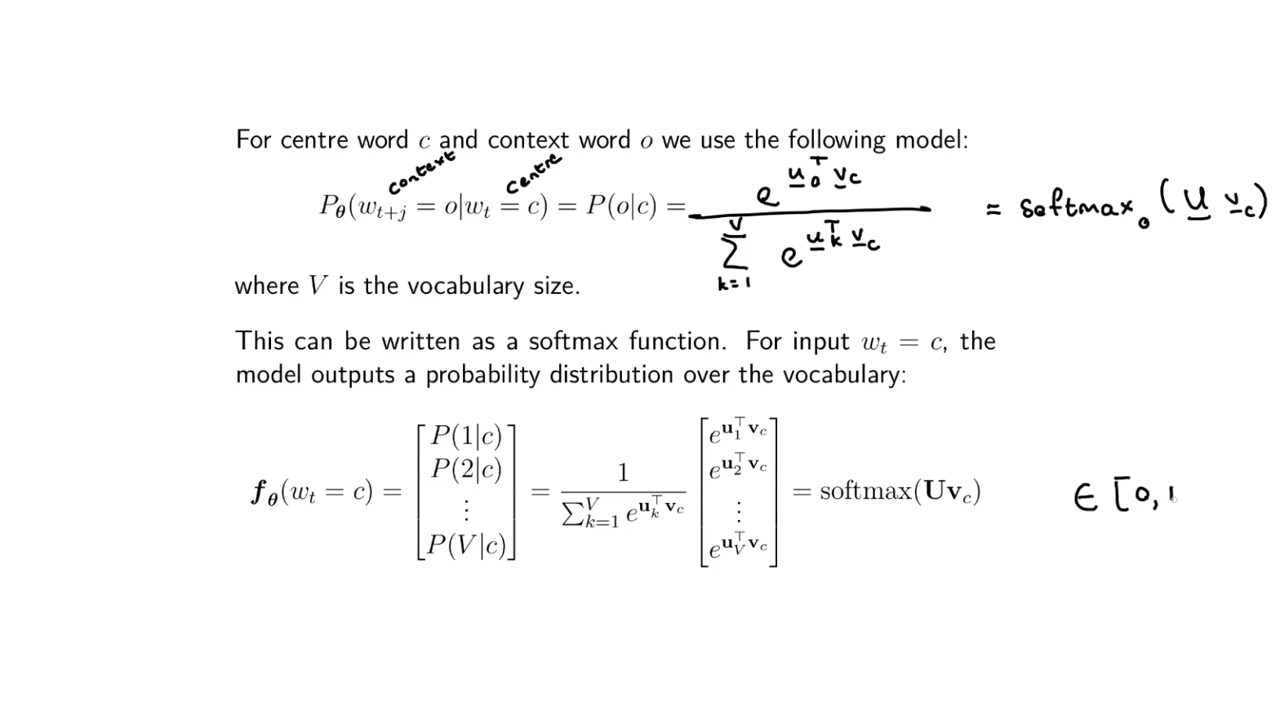 For centre word c and context word o we use the following model:
context centre
P_θ(w_{t+j} = o|w_t = c) = P(o|c) = e^{u_o^T v_c} / ∑_{k=1}^{V} e^{u_k^T v_c} = softmax_o (U v_c)
where V is the vocabulary size.
This can be written as a softmax function. For input w_t = c, the
model outputs a probability distribution over the vocabulary:
f_θ(w_t = c) = [P(1|c) P(2|c) ⋮ P(V|c)] = 1 / ∑_{k=1}^{V} e^{u_k^⊤ v_c} [e^{u_1^⊤ v_c} e^{u_2^⊤ v_c} ⋮ e^{u_V^⊤ v_c}] = softmax(Uv_c) ∈ [0, 1